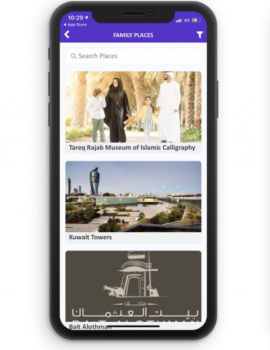 10:29
App Store
FAMILY PLACES
Search Places
Tareq Rajab Museum of Islamic Calligraphy
Kuwait Towers
متحف
بيت العثمان
Bait Alothman